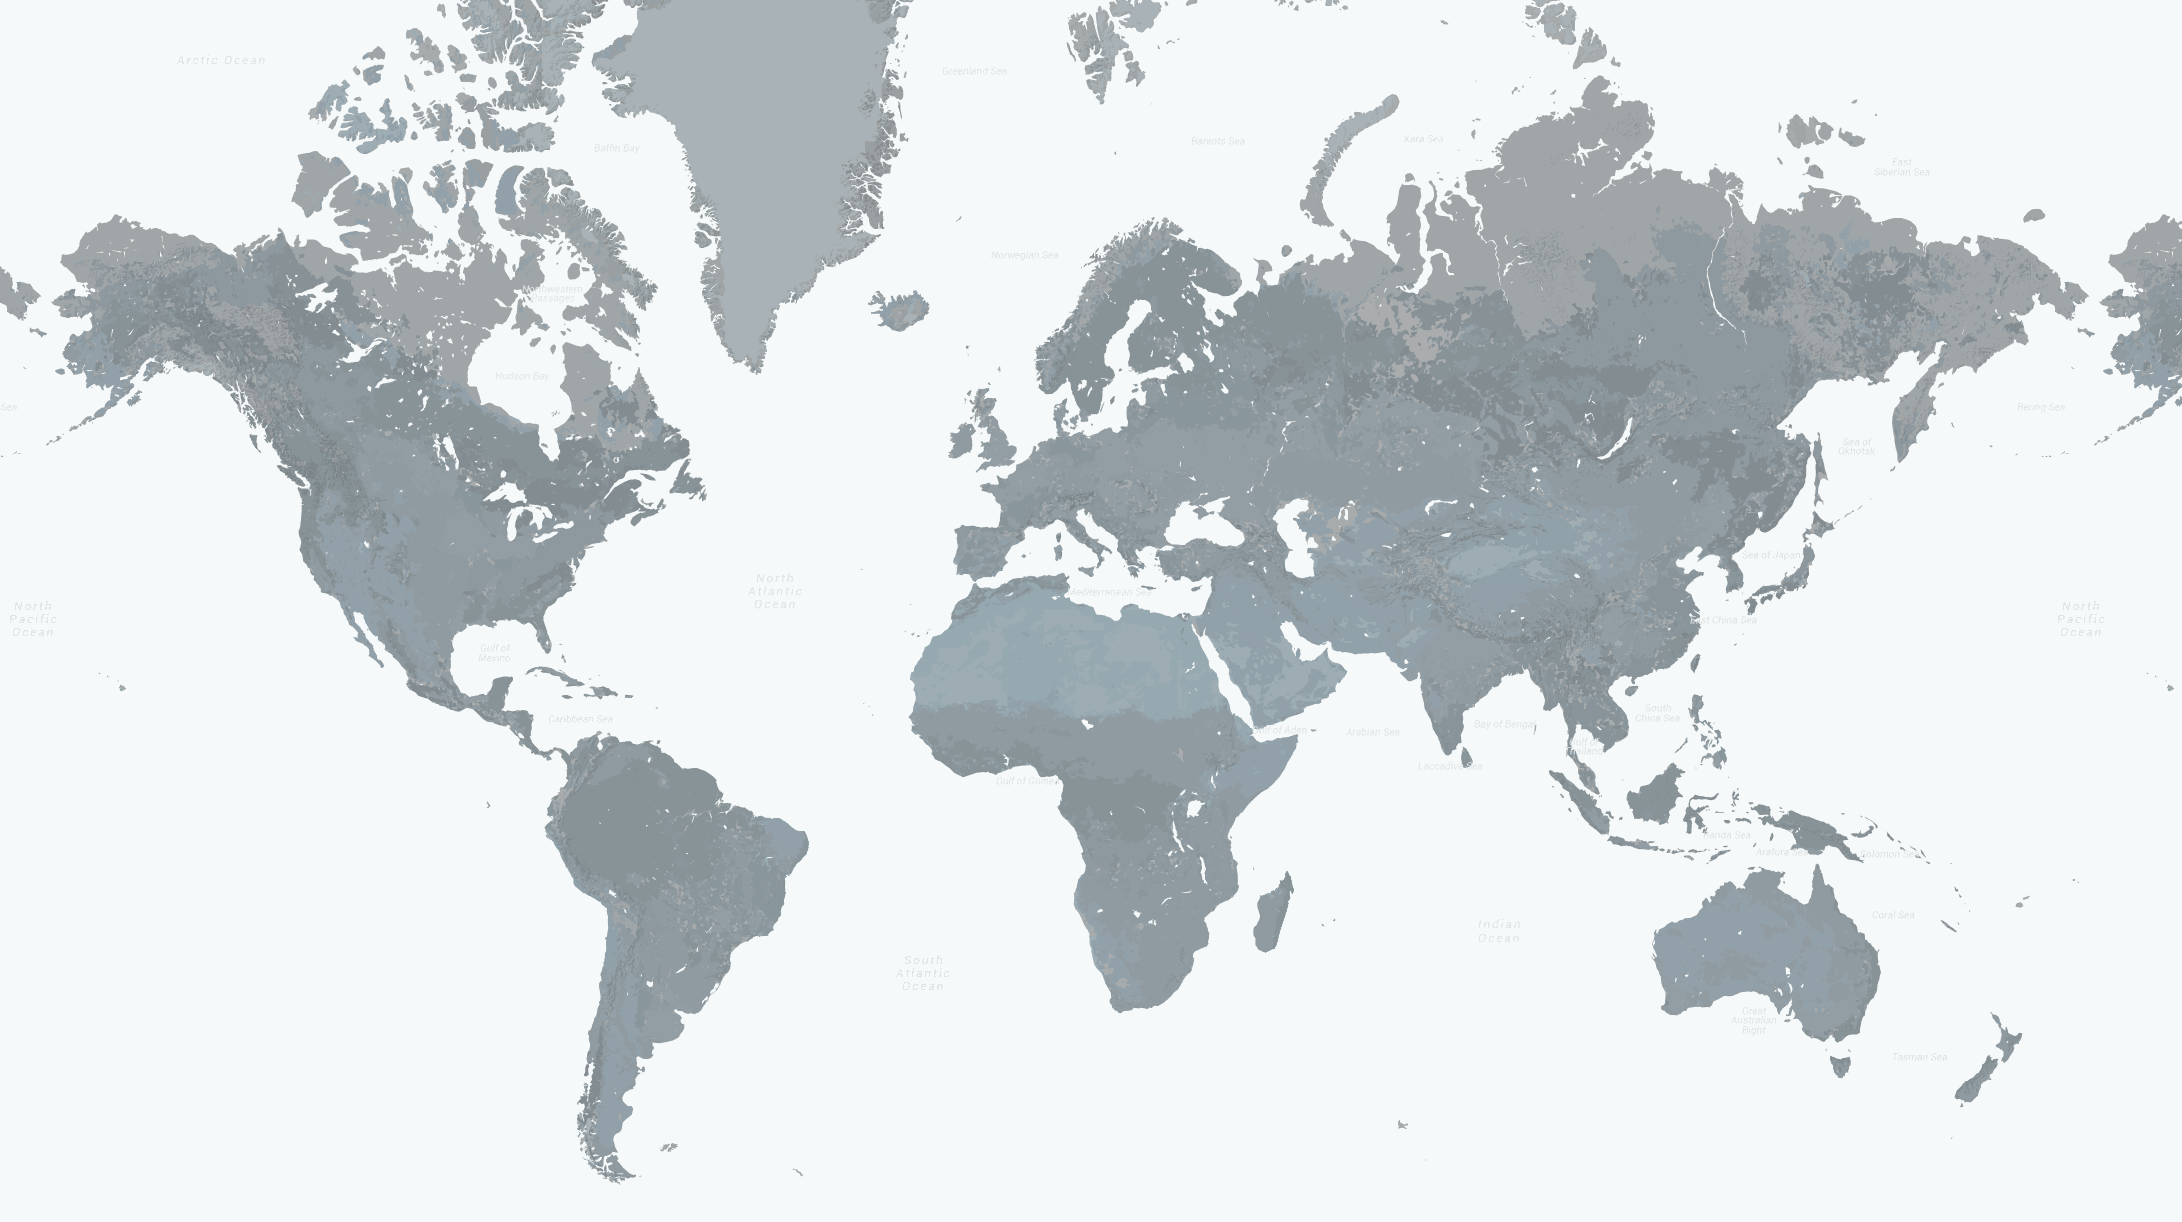 Arctic Ocean
Greenland Sea
Barents Sea
Kara Sea
Baffin Bay
East
Siberian Sea
Norwegian Sea
Northwestern
Passages
Hudson Bay
Sea
Bering Sea
Sea of
Okhotsk
Sea of Japan
North
Pacific
Ocean
North
Atlantic
Ocean
Mediterranean Sea
East China Sea
North
Pacific
Ocean
Gulf of
Mexico
Caribbean Sea
Gulf of Aden
Arabian Sea
Bay of Bengal
South
China Sea
Gulf of
Thailand
Laccadive Sea
Gulf of Guinea
Banda Sea
Arafura Sea
Solomon Sea
Coral Sea
Indian
Ocean
South
Atlantic
Ocean
Great
Australian
Bight
Tasman Sea